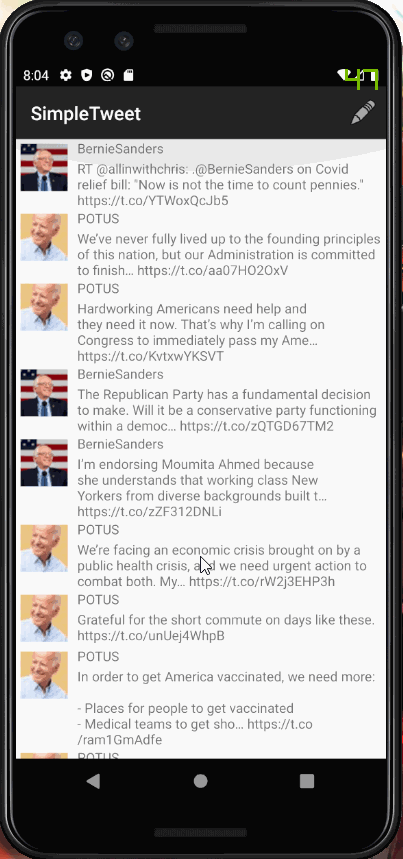 8:04
47
SimpleTweet
BernieSanders
RT @allinwithchris: .@BernieSanders on Covid
relief bill: "Now is not the time to count pennies."
https://t.co/YTWoxQcJb5
POTUS
We've never fully lived up to the founding principles
of this nation, but our Administration is committed
to finish… https://t.co/aa07HO2OxV
POTUS
Hardworking Americans need help and
they need it now. That's why I'm calling on
Congress to immediately pass my Ame…
https://t.co/KvtxwYKSVT
BernieSanders
The Republican Party has a fundamental decision
to make. Will it be a conservative party functioning
within a democ… https://t.co/zQTGD67TM2
BernieSanders
I'm endorsing Moumita Ahmed because
she understands that working class New
Yorkers from diverse backgrounds built t…
https://t.co/zZF312DNLi
POTUS
We're facing an economic crisis brought on by a
public health crisis, and we need urgent action to
combat both. My… https://t.co/rW2j3EHP3h
POTUS
Grateful for the short commute on days like these.
https://t.co/unUej4WhpB
POTUS
In order to get America vaccinated, we need more:
- Places for people to get vaccinated
- Medical teams to get sho… https://t.co
/ram1GmAdfe
POTUS